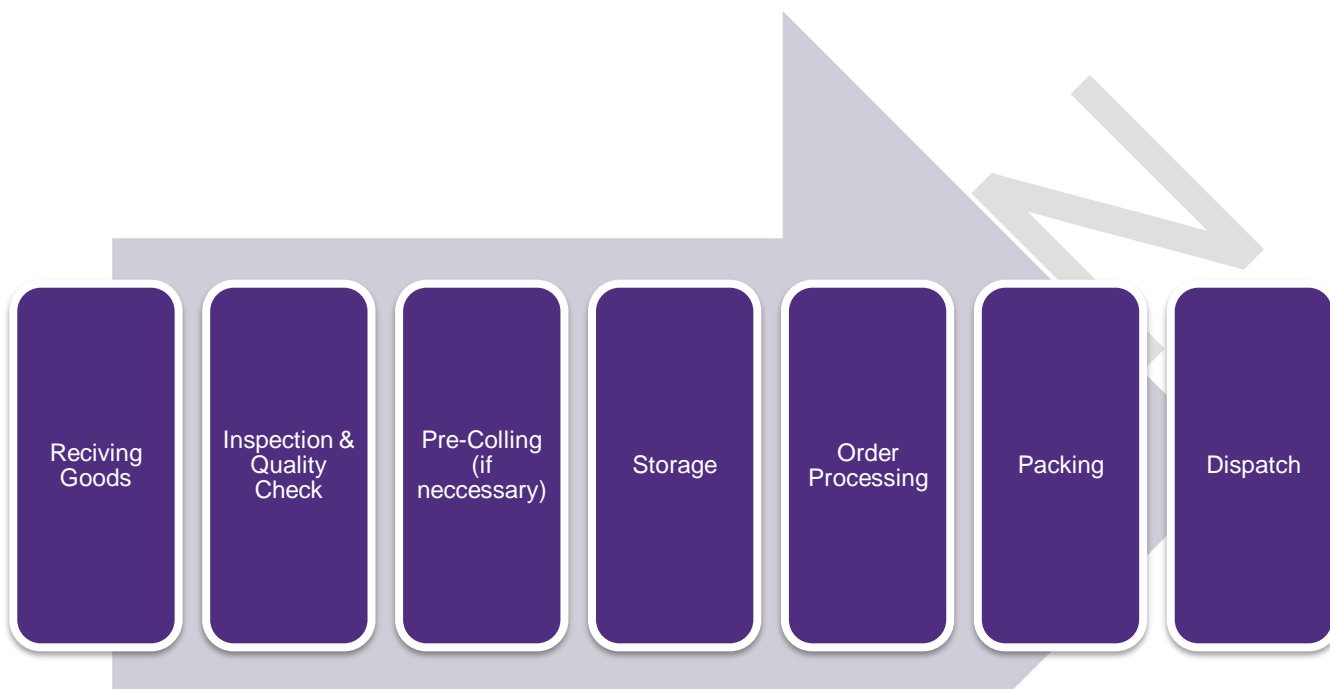 Reciving
Goods
Inspection &
Quality
Check
Pre-Colling
(if
neccessary)
Storage
Order
Processing
Packing
Dispatch